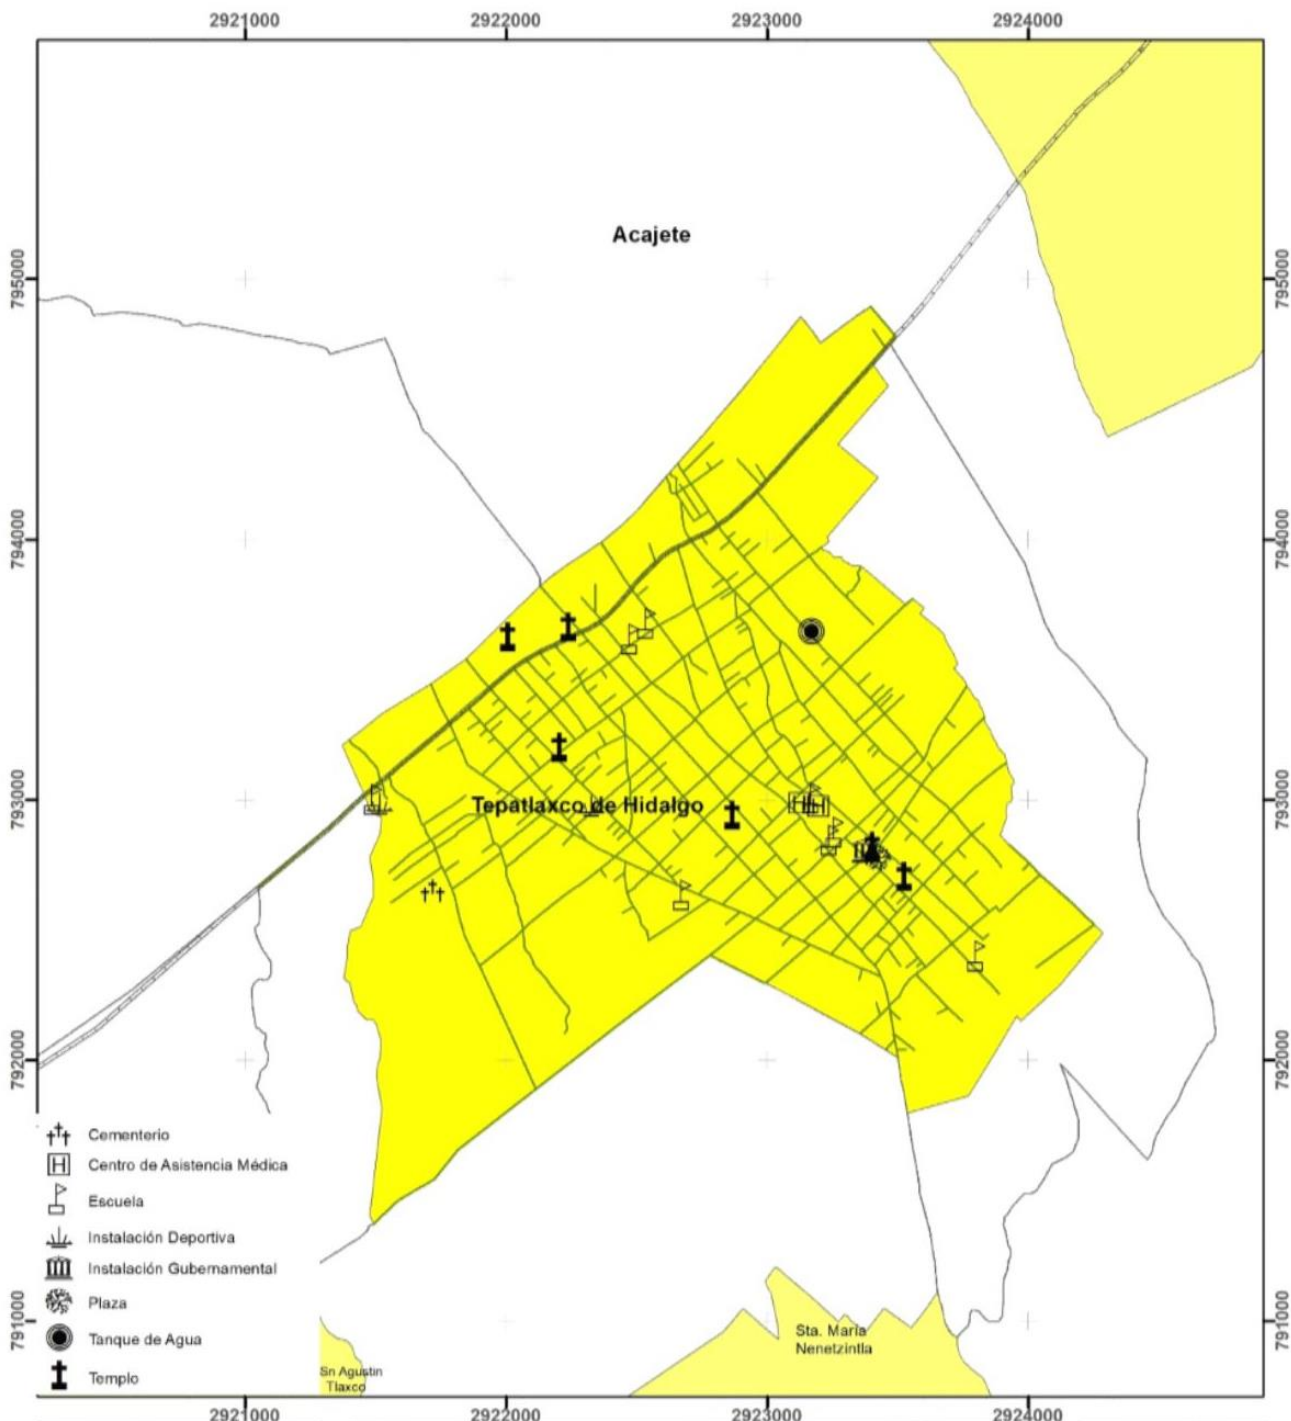 2921000 2922000 2923000 2924000
Acajete
795000 795000
794000 794000
793000 793000
Tepatlaxco de Hidalgo
792000 792000
Cementerio
H Centro de Asistencia Médica
Escuela
Instalación Deportiva
Instalación Gubernamental
Plaza
Tanque de Agua
Templo
791000 791000
Sta. María
Nenetzintla
Sn Agustin
Tlaxco
2921000 2922000 2923000 2924000